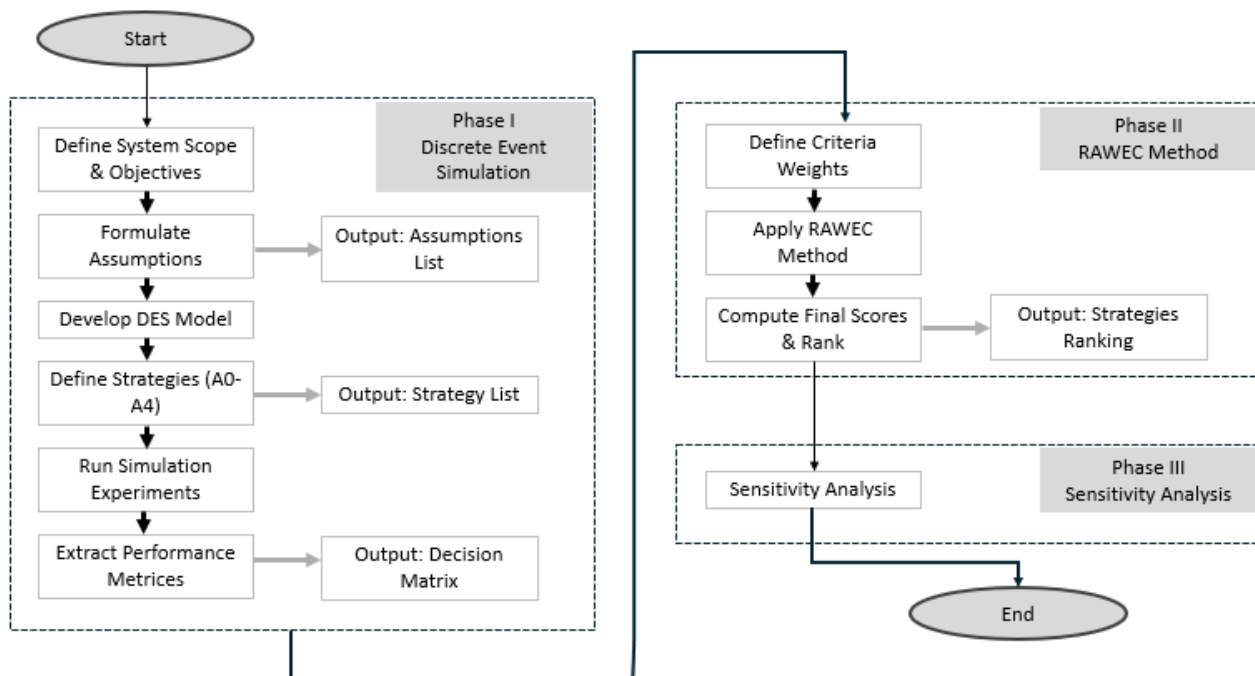 Start
Phase I
Discrete Event
Simulation
Define System Scope
& Objectives
Formulate
Assumptions
Output: Assumptions
List
Develop DES Model
Define Strategies (A0-
A4)
Output: Strategy List
Run Simulation
Experiments
Extract Performance
Metrices
Output: Decision
Matrix
Phase II
RAWEC Method
Define Criteria
Weights
Apply RAWEC
Method
Compute Final Scores
& Rank
Output: Strategies
Ranking
Phase III
Sensitivity Analysis
Sensitivity Analysis
End